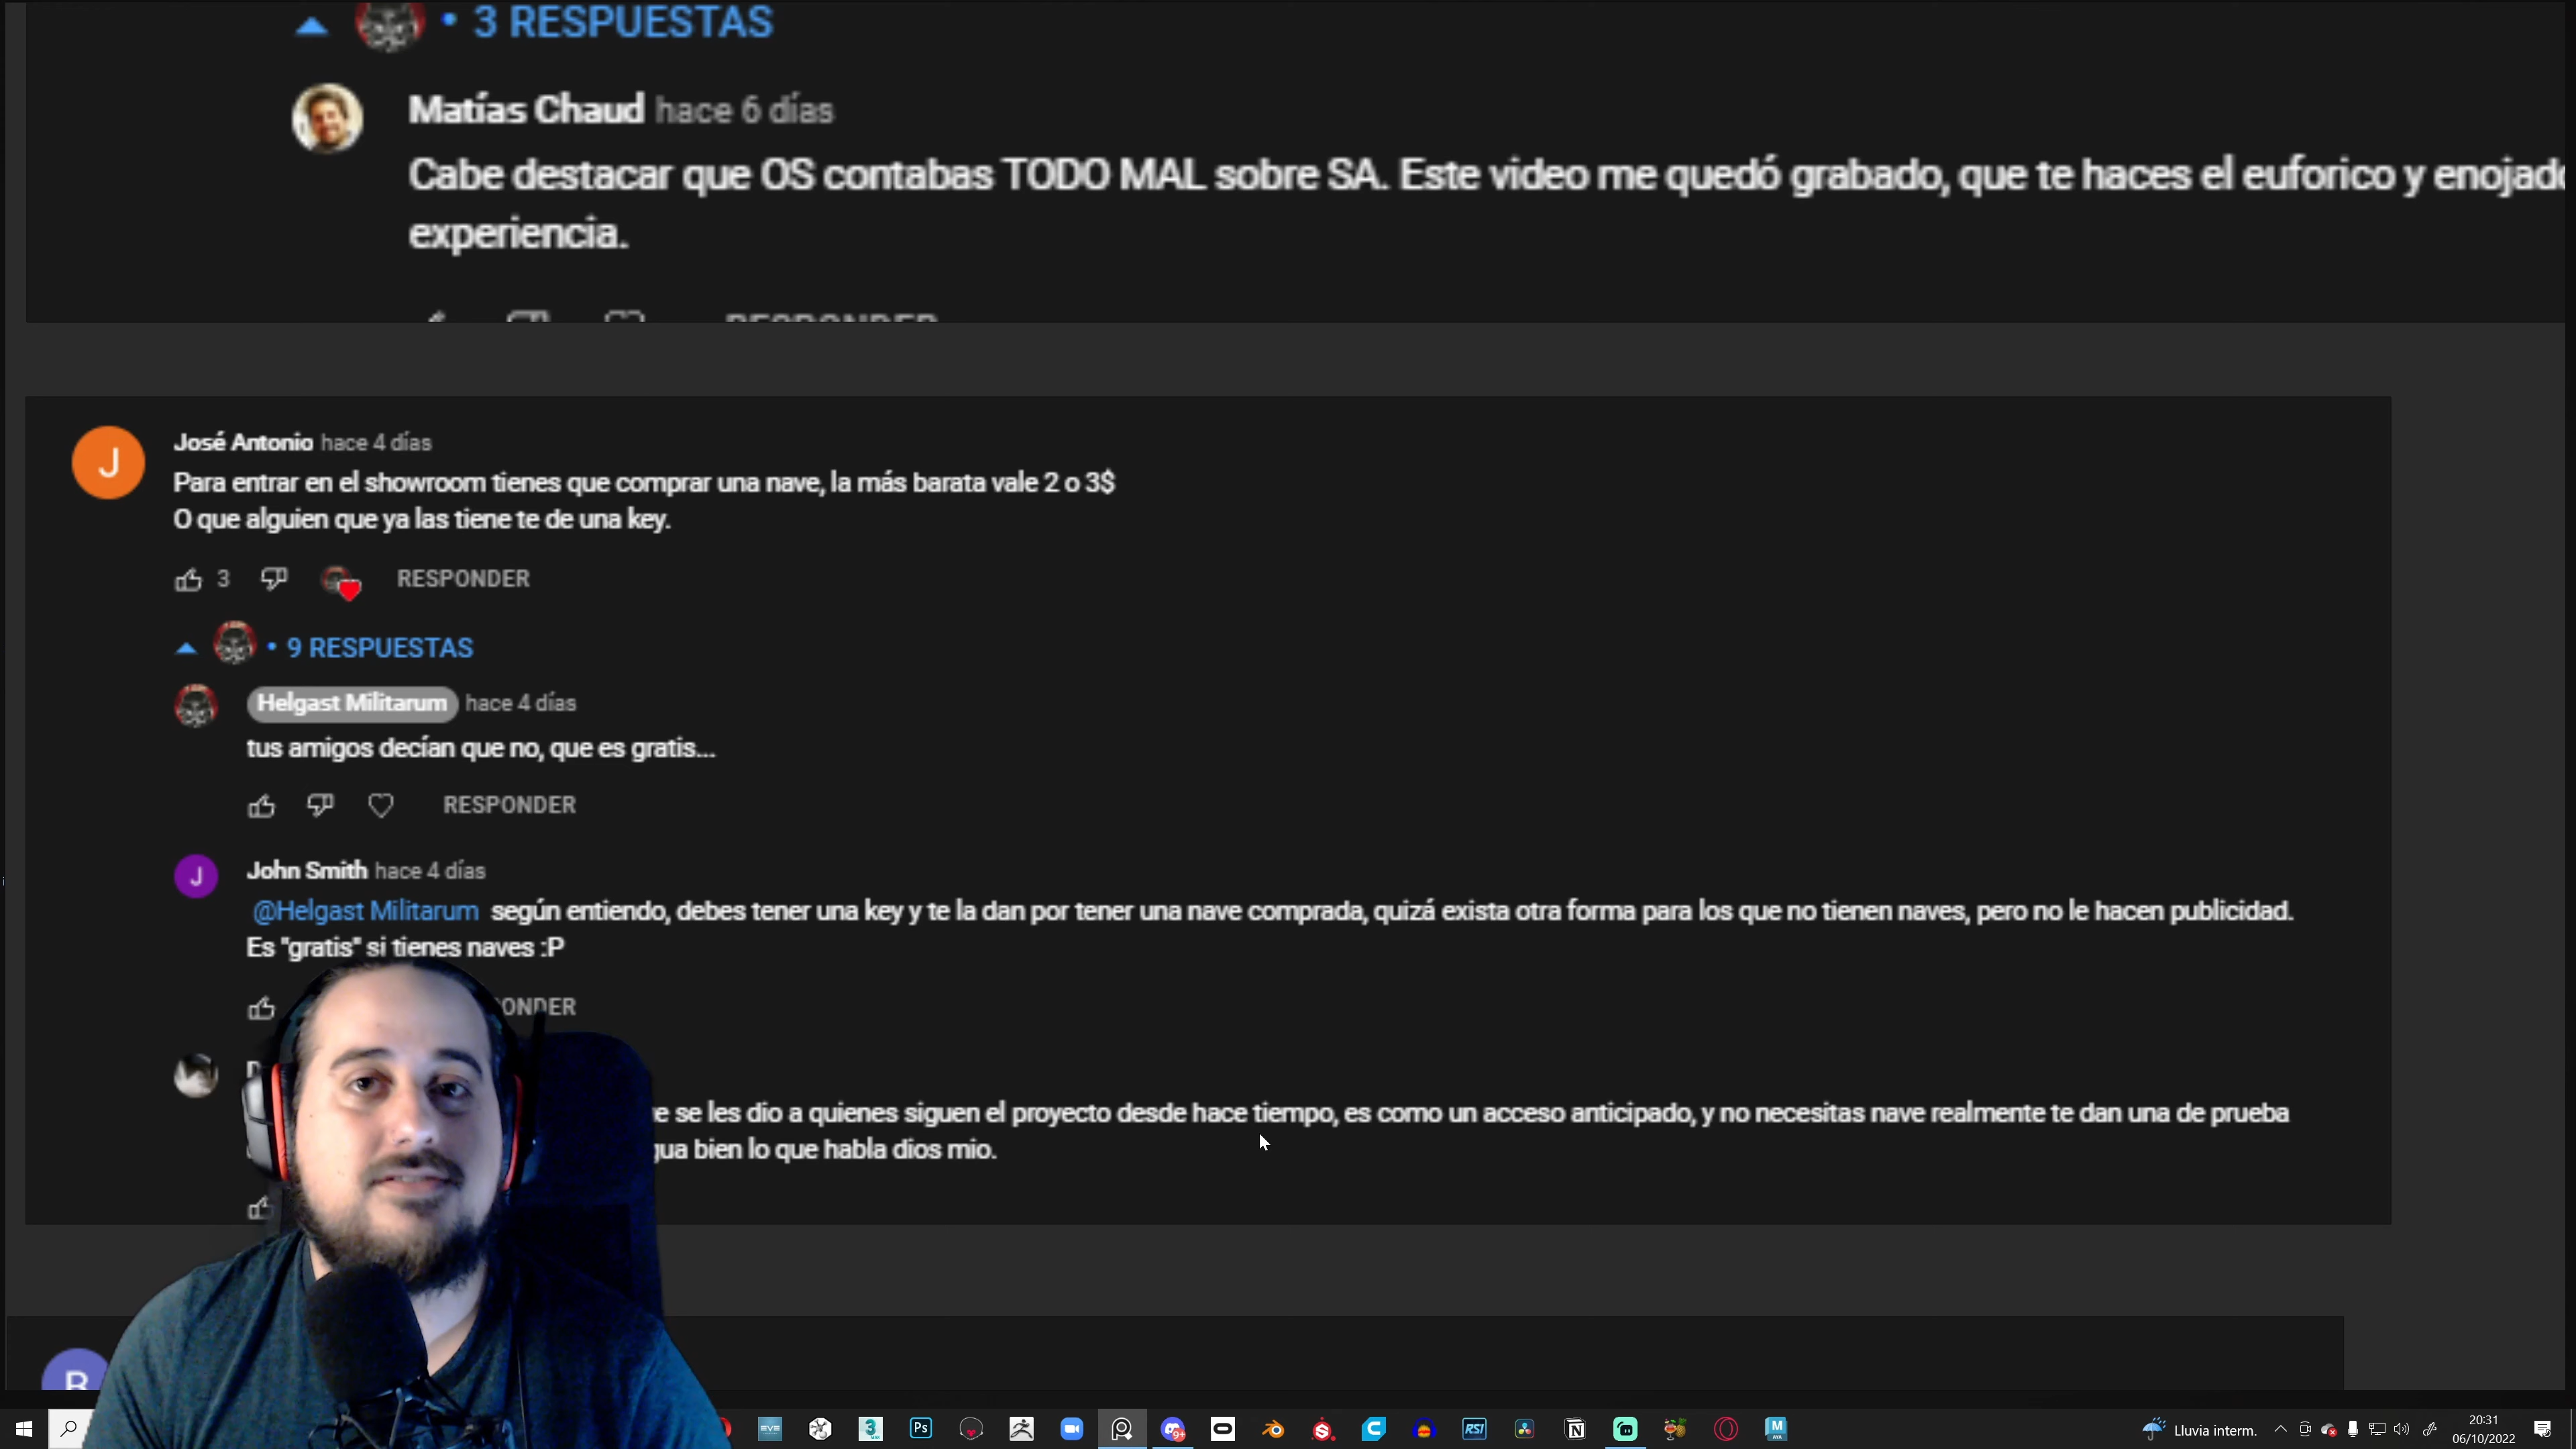 • 3 RESPUESTAS
Matías Chaud hace 6 días
Cabe destacar que OS contabas TODO MAL sobre SA. Este video me quedó grabado, que te haces el euforico y enojado
experiencia.
RESPONDER
J
José Antonio hace 4 días
Para entrar en el showroom tienes que comprar una nave, la más barata vale 2 o 3$
O que alguien que ya las tiene te de una key.
3 RESPONDER
• 9 RESPUESTAS
Helgast Militarum hace 4 días
tus amigos decían que no, que es gratis...
RESPONDER
J
John Smith hace 4 días
@Helgast Militarum según entiendo, debes tener una key y te la dan por tener una nave comprada, quizá exista otra forma para los que no tienen naves, pero no le hacen publicidad.
Es "gratis" si tienes naves :P
ONDER
se les dio a quienes siguen el proyecto desde hace tiempo, es como un acceso anticipado, y no necesitas nave realmente te dan una de prueba
gua bien lo que habla dios mio.
EVE
3
Ps
9+
RSI
M
Lluvia interm.
20:31
06/10/2022